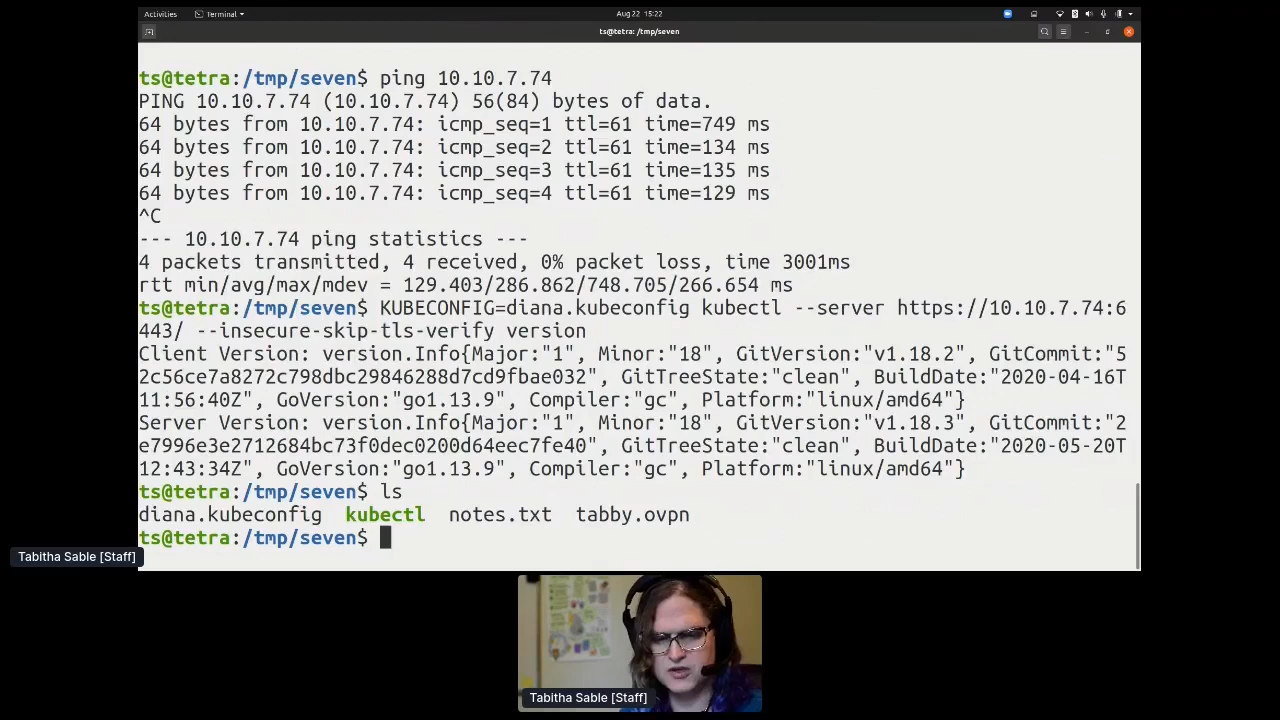 Activities Terminal Aug 22 15:22
ts@tetra: /tmp/seven
ts@tetra:/tmp/seven$ ping 10.10.7.74
PING 10.10.7.74 (10.10.7.74) 56(84) bytes of data.
64 bytes from 10.10.7.74: icmp_seq=1 ttl=61 time=749 ms
64 bytes from 10.10.7.74: icmp_seq=2 ttl=61 time=134 ms
64 bytes from 10.10.7.74: icmp_seq=3 ttl=61 time=135 ms
64 bytes from 10.10.7.74: icmp_seq=4 ttl=61 time=129 ms
^C
--- 10.10.7.74 ping statistics ---
4 packets transmitted, 4 received, 0% packet loss, time 3001ms
rtt min/avg/max/mdev = 129.403/286.862/748.705/266.654 ms
ts@tetra:/tmp/seven$ KUBECONFIG=diana.kubeconfig kubectl --server https://10.10.7.74:6
443/ --insecure-skip-tls-verify version
Client Version: version.Info{Major:"1", Minor:"18", GitVersion:"v1.18.2", GitCommit:"5
2c56ce7a8272c798dbc29846288d7cd9fbae032", GitTreeState:"clean", BuildDate:"2020-04-16T
11:56:40Z", GoVersion:"go1.13.9", Compiler:"gc", Platform:"linux/amd64"}
Server Version: version.Info{Major:"1", Minor:"18", GitVersion:"v1.18.3", GitCommit:"2
e7996e3e2712684bc73f0dec0200d64eec7fe40", GitTreeState:"clean", BuildDate:"2020-05-20T
12:43:34Z", GoVersion:"go1.13.9", Compiler:"gc", Platform:"linux/amd64"}
ts@tetra:/tmp/seven$ ls
diana.kubeconfig kubectl notes.txt tabby.ovpn
ts@tetra:/tmp/seven$
Tabitha Sable [Staff]
Tabitha Sable [Staff]